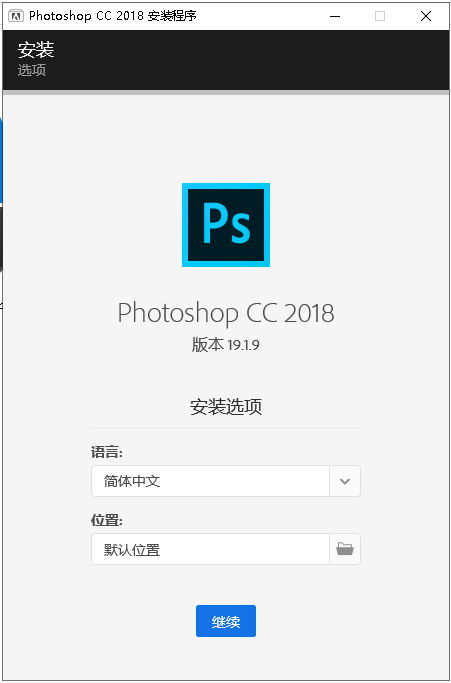 Photoshop CC 2018 安装程序
安装
选项
Ps
Photoshop CC 2018
版本 19.1.9
安装选项
语言:
简体中文
位置:
默认位置
继续